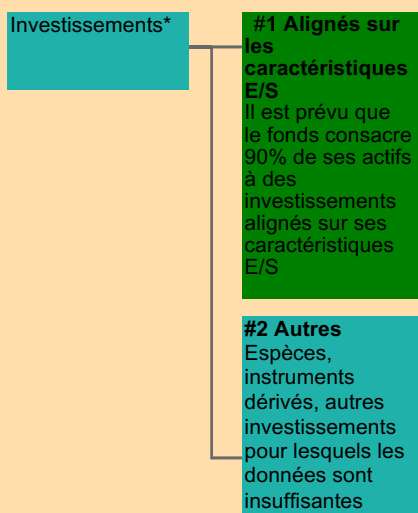 Investissements*
#1 Alignés sur
les
caractéristiques
E/S
Il est prévu que
le fonds consacre
90% de ses actifs
à des
investissements
alignés sur ses
caractéristiques
E/S
#2 Autres
Espèces,
instruments
dérivés, autres
investissements
pour lesquels les
données sont
insuffisantes